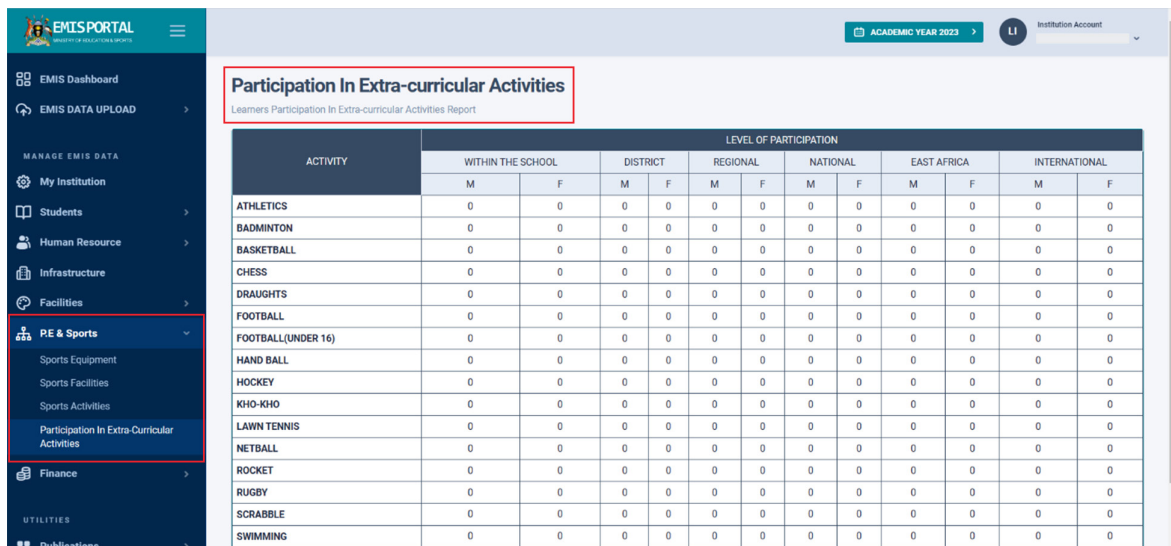 EMIS PORTAL
MINISTRY OF EDUCATION & SPORTS
ACADEMIC YEAR 2023 >
LI
Institution Account
EMIS Dashboard
EMIS DATA UPLOAD
MANAGE EMIS DATA
My Institution
Students
Human Resource
Infrastructure
Facilities
P.E & Sports
Sports Equipment
Sports Facilities
Sports Activities
Participation In Extra-Curricular
Activities
Finance
UTILITIES
Publications
Participation In Extra-curricular Activities
Learners Participation In Extra-curricular Activities Report
LEVEL OF PARTICIPATION
ACTIVITY WITHIN THE SCHOOL DISTRICT REGIONAL NATIONAL EAST AFRICA INTERNATIONAL
M F M F M F M F M F M F
ATHLETICS 0 0 0 0 0 0 0 0 0 0 0 0
BADMINTON 0 0 0 0 0 0 0 0 0 0 0 0
BASKETBALL 0 0 0 0 0 0 0 0 0 0 0 0
CHESS 0 0 0 0 0 0 0 0 0 0 0 0
DRAUGHTS 0 0 0 0 0 0 0 0 0 0 0 0
FOOTBALL 0 0 0 0 0 0 0 0 0 0 0 0
FOOTBALL(UNDER 16) 0 0 0 0 0 0 0 0 0 0 0 0
HAND BALL 0 0 0 0 0 0 0 0 0 0 0 0
HOCKEY 0 0 0 0 0 0 0 0 0 0 0 0
KHO-KHO 0 0 0 0 0 0 0 0 0 0 0 0
LAWN TENNIS 0 0 0 0 0 0 0 0 0 0 0 0
NETBALL 0 0 0 0 0 0 0 0 0 0 0 0
ROCKET 0 0 0 0 0 0 0 0 0 0 0 0
RUGBY 0 0 0 0 0 0 0 0 0 0 0 0
SCRABBLE 0 0 0 0 0 0 0 0 0 0 0 0
SWIMMING 0 0 0 0 0 0 0 0 0 0 0 0